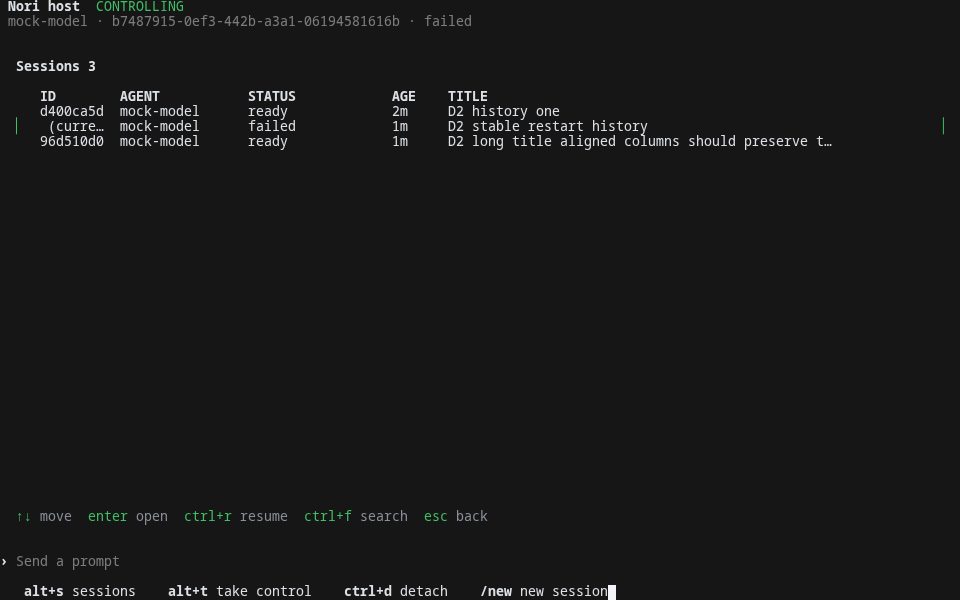 Nori host  CONTROLLING
mock-model · b7487915-0ef3-442b-a3a1-06194581616b · failed
Sessions 3
ID  AGENT  STATUS  AGE  TITLE
d400ca5d  mock-model  ready  2m  D2 history one
(curre…  mock-model  failed  1m  D2 stable restart history
96d510d0  mock-model  ready  1m  D2 long title aligned columns should preserve t…
↑↓ move  enter open  ctrl+r resume  ctrl+f search  esc back
› Send a prompt
alt+s sessions  alt+t take control  ctrl+d detach  /new new session